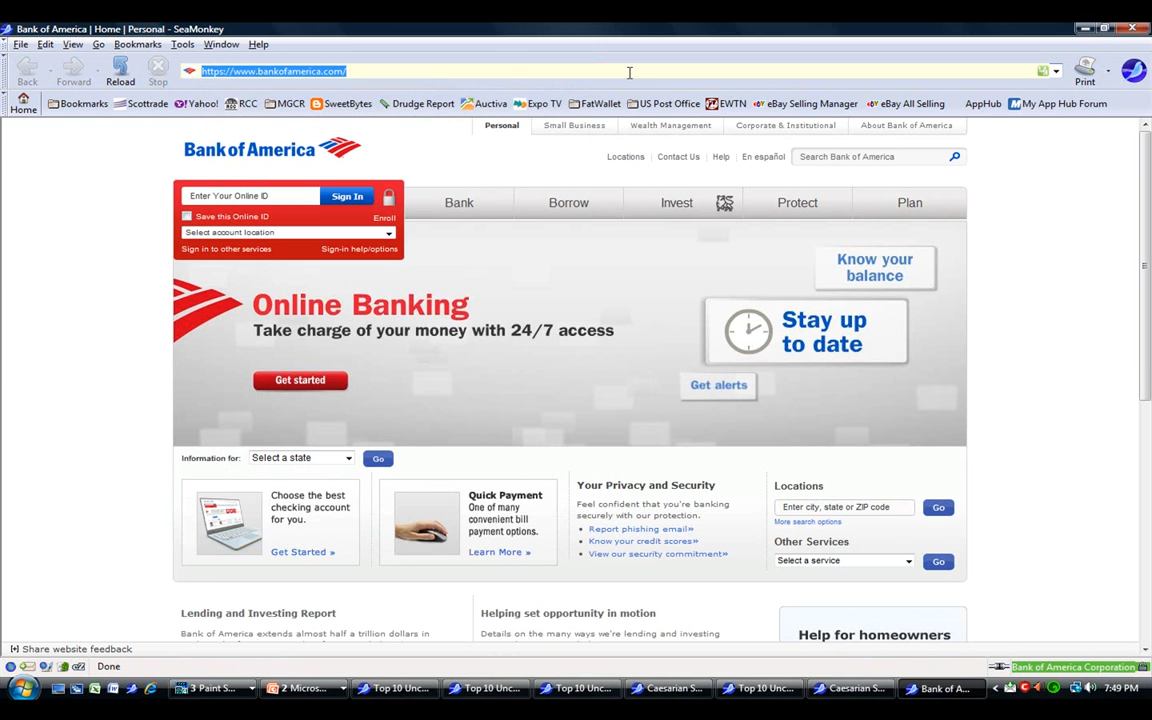 Bank of America | Home | Personal - SeaMonkey
File Edit View Go Bookmarks Tools Window Help
Back Forward Reload Stop https://www.bankofamerica.com/ Print
Home Bookmarks Scottrade Yahoo! RCC MGCR SweetBytes Drudge Report Auctiva Expo TV FatWallet US Post Office EWTN eBay Selling Manager eBay All Selling AppHub My App Hub Forum
Personal Small Business Wealth Management Corporate & Institutional About Bank of America
Bank of America
Locations Contact Us Help En español Search Bank of America
Enter Your Online ID Sign In
Save this Online ID Enroll
Select account location
Sign in to other services Sign-in help/options
Bank Borrow Invest Protect Plan
Know your
balance
Online Banking
Take charge of your money with 24/7 access
Stay up
to date
Get started
Get alerts
Information for: Select a state Go
Choose the best
checking account
for you.
Get Started »
Quick Payment
One of many
convenient bill
payment options.
Learn More »
Your Privacy and Security
Feel confident that you're banking
securely with our protection.
Report phishing email»
Know your credit scores»
View our security commitment»
Locations
Enter city, state or ZIP code Go
More search options
Other Services
Select a service Go
Lending and Investing Report
Bank of America extends almost half a trillion dollars in
Helping set opportunity in motion
Details on the many ways we're lending and investing
Help for homeowners
Share website feedback
Done
Bank of America Corporation
3 Paint S... 2 Micros... Top 10 Unc... Top 10 Unc... Top 10 Unc... Caesarian S... Top 10 Unc... Caesarian S... Bank of A... 7:49 PM